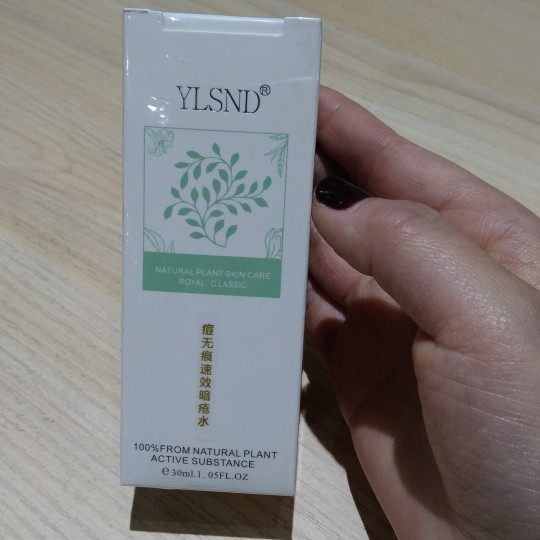 YLSND®
NATURAL PLANT SKIN CARE
ROYAL CLASSIC
痘无痕速效暗疮水
100%FROM NATURAL PLANT
ACTIVE SUBSTANCE
℮30ml.1. 05FL.OZ